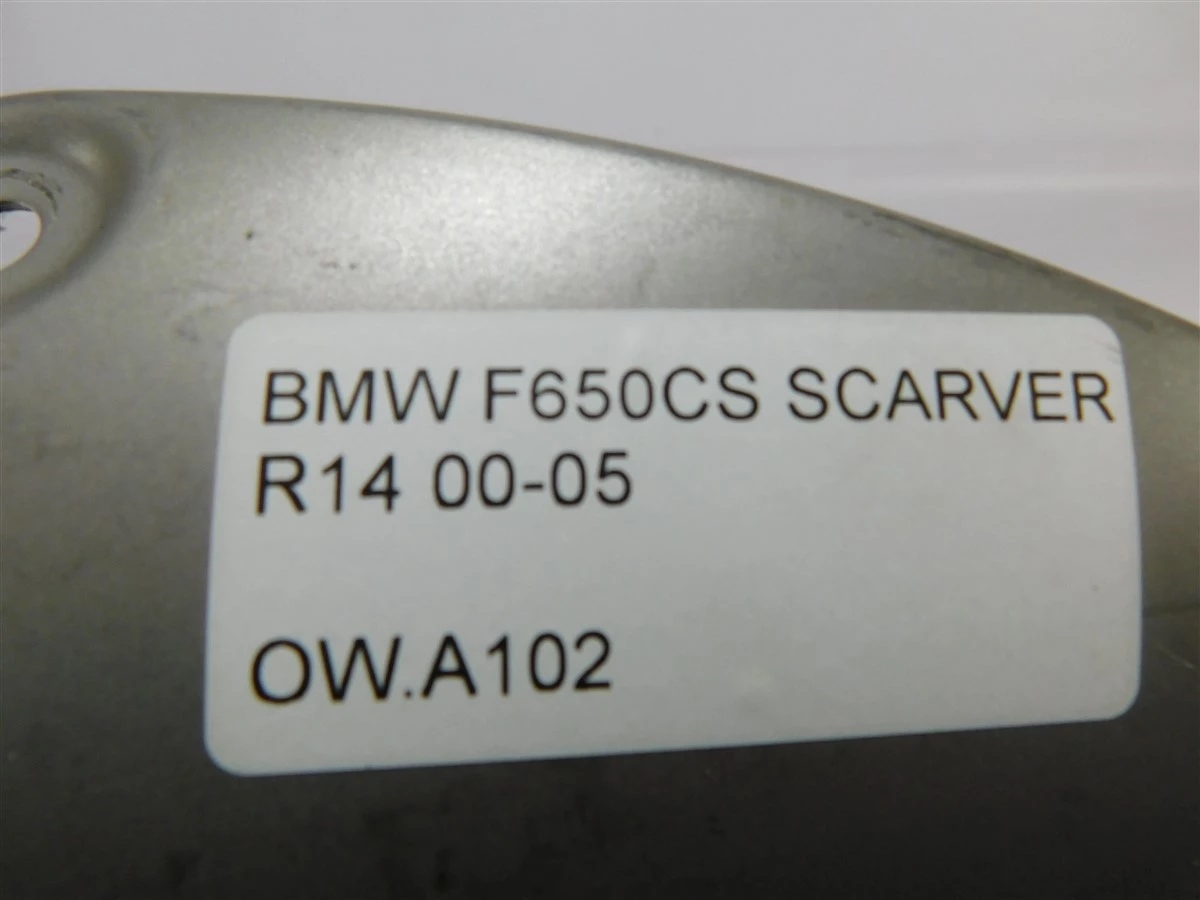 BMW F650CS SCARVER
R14 00-05
OW.A102